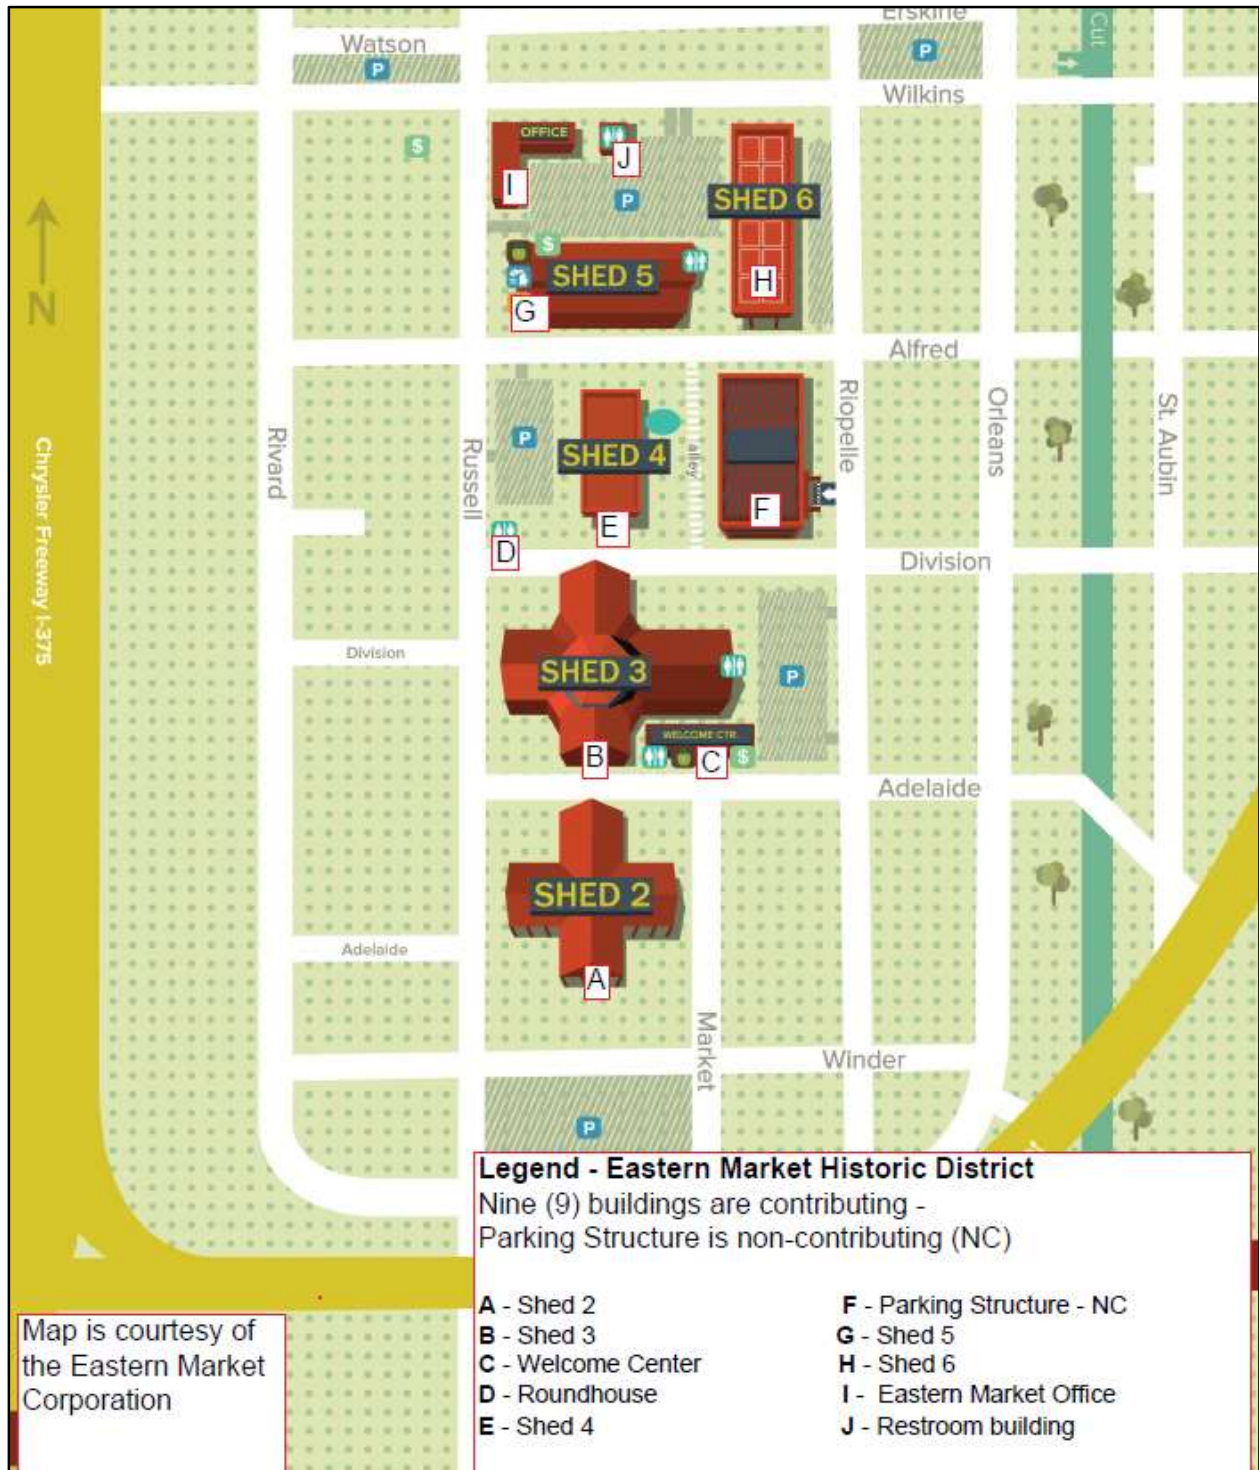 Erskine
Watson
P
P
Cut
Wilkins
OFFICE
$
J
I
P
SHED 6
$
SHED 5
H
G
N
Alfred
Riopelle
Orleans
St. Aubin
Rivard
Russell
P
SHED 4
alley
Chrysler Freeway I-375
F
E
D
Division
Division
SHED 3
P
WELCOME CTR.
B
C
$
Adelaide
SHED 2
Adelaide
A
Market
Winder
P
Legend - Eastern Market Historic District
Nine (9) buildings are contributing -
Parking Structure is non-contributing (NC)
A - Shed 2
B - Shed 3
C - Welcome Center
D - Roundhouse
E - Shed 4
F - Parking Structure - NC
G - Shed 5
H - Shed 6
I - Eastern Market Office
J - Restroom building
Map is courtesy of
the Eastern Market
Corporation